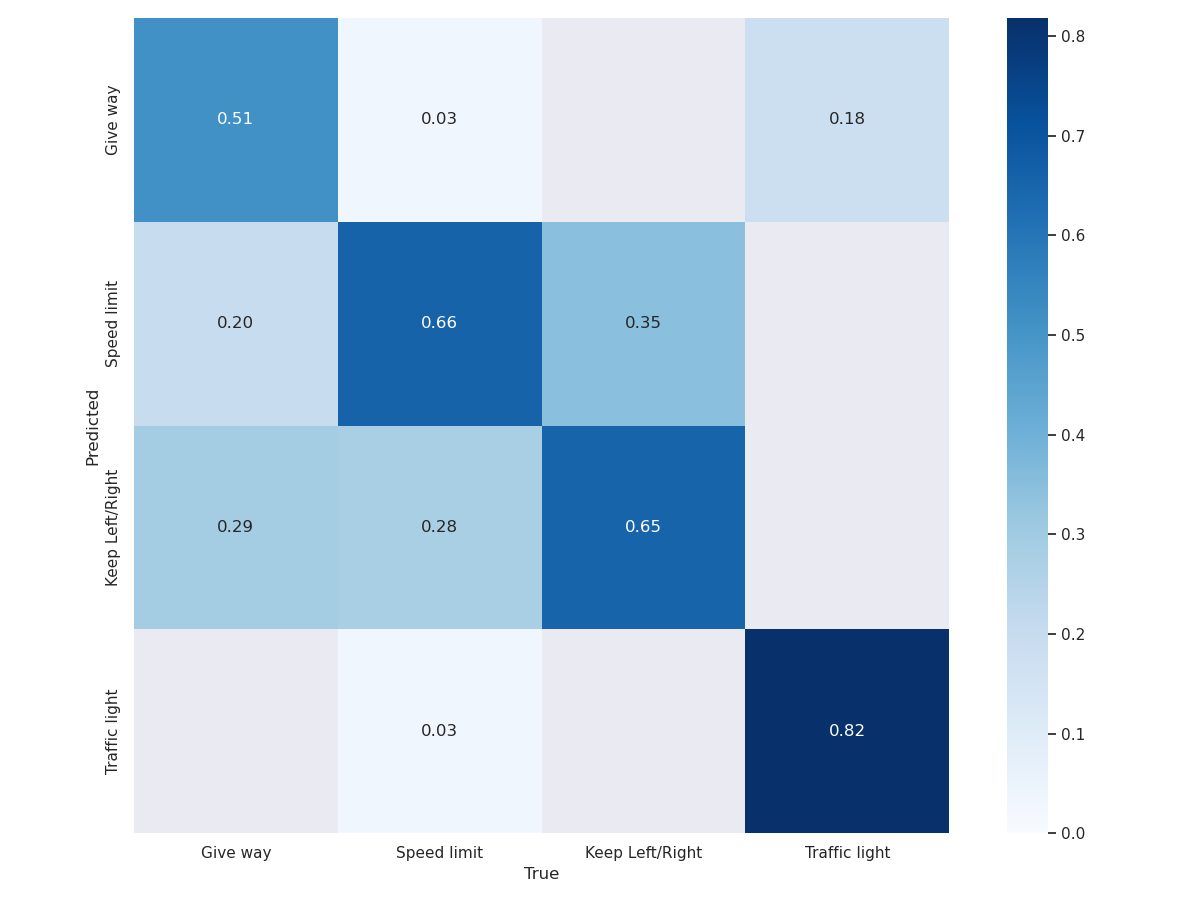 Predicted
Give way
0.51 0.03 0.18
Speed limit
0.20 0.66 0.35
Keep Left/Right
0.29 0.28 0.65
Traffic light
0.03 0.82
Give way Speed limit Keep Left/Right Traffic light
True
0.8
0.7
0.6
0.5
0.4
0.3
0.2
0.1
0.0